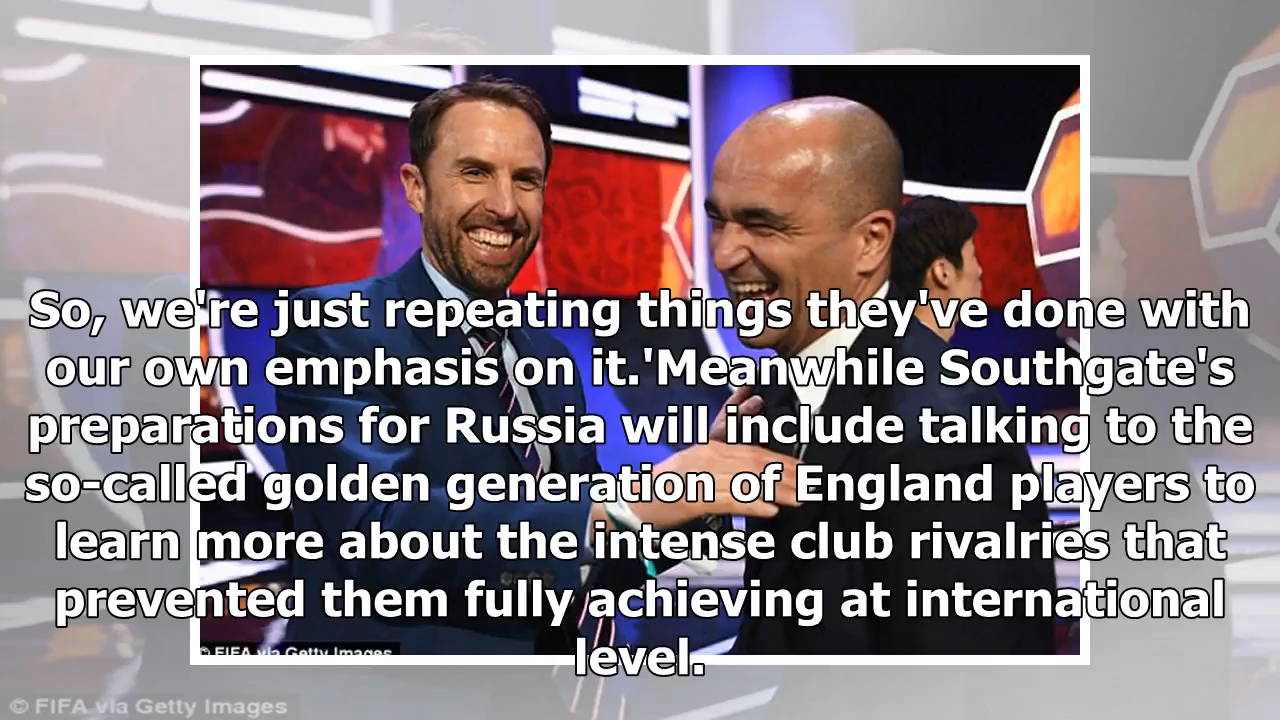 So, we're just repeating things they've done with
our own emphasis on it.'Meanwhile Southgate's
preparations for Russia will include talking to the
so-called golden generation of England players to
learn more about the intense club rivalries that
prevented them fully achieving at international
level.
© FIFA via Getty Images
© FIFA via Getty Images